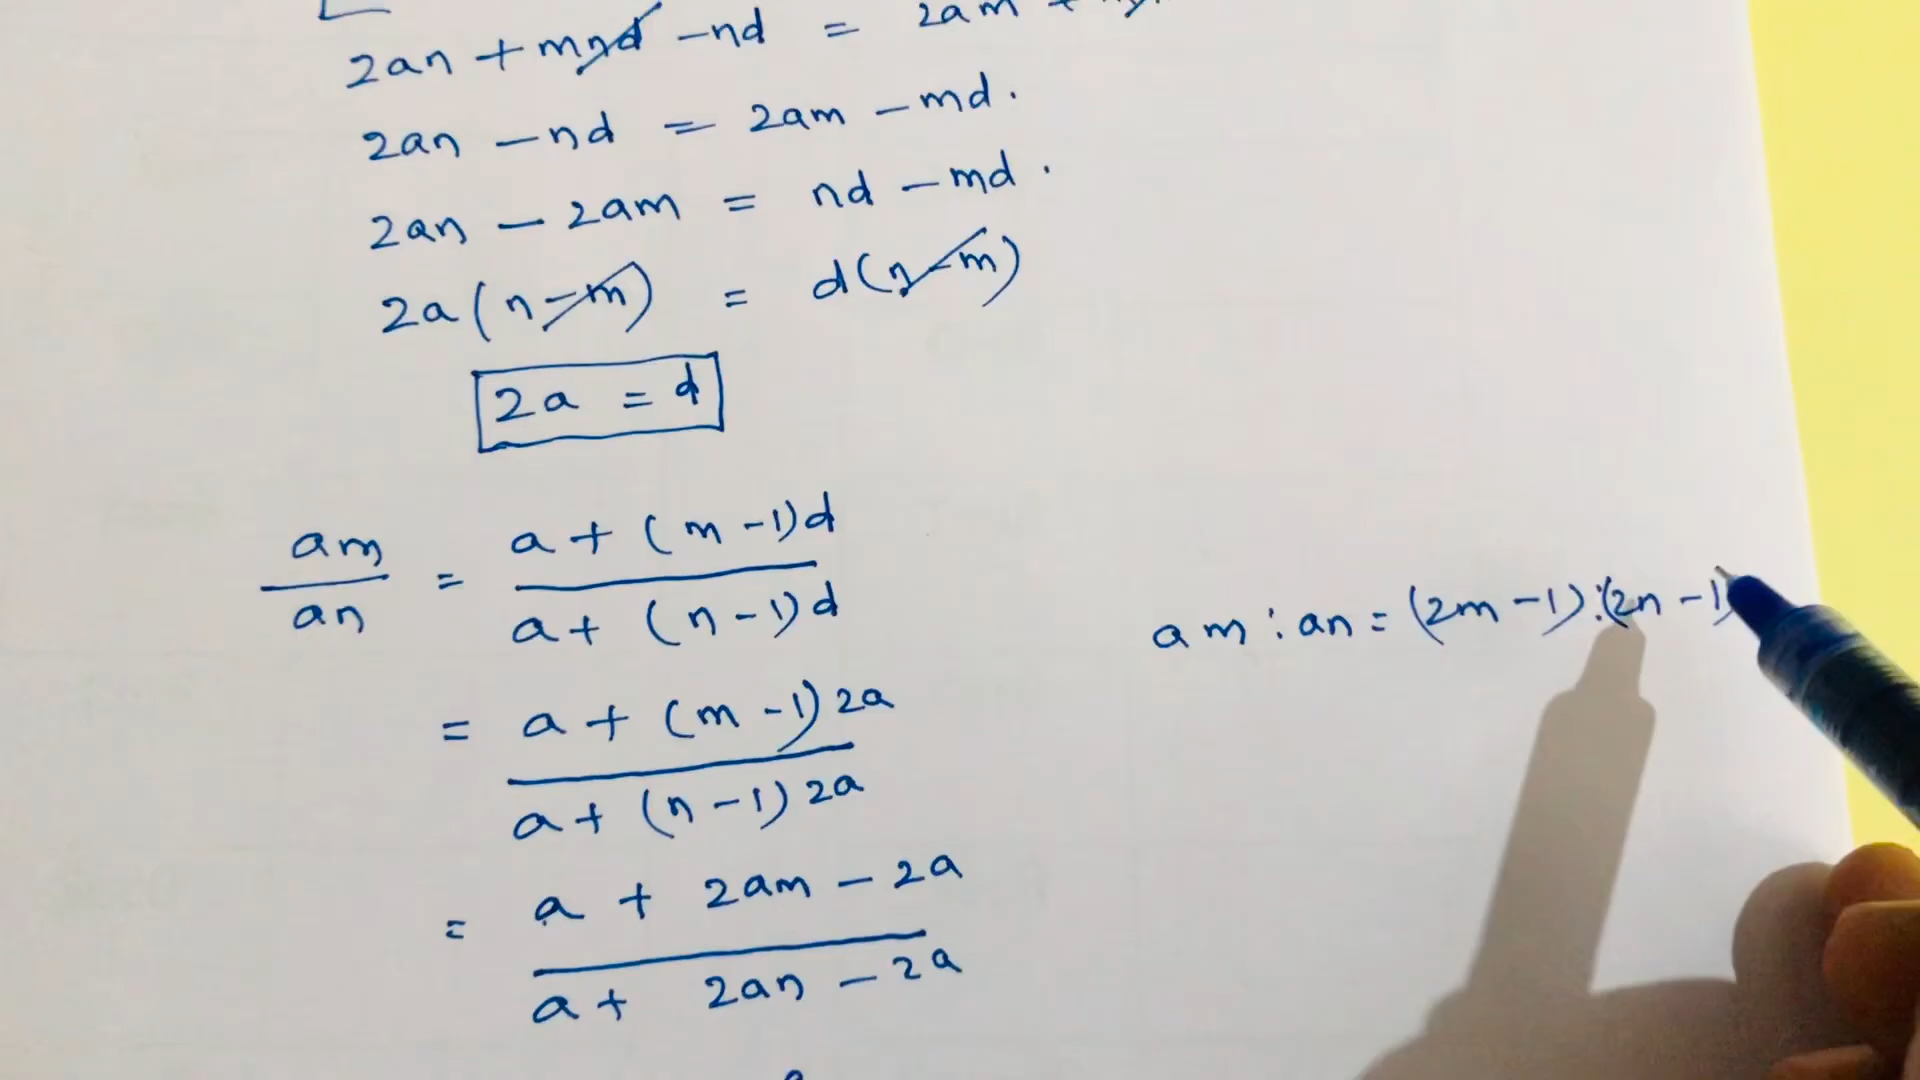 2an + mnd - nd = 2am +
2an - nd = 2am - md.
2an - 2am = nd - md.
2a (n-m) = d(n-m)
2a = d
am/an = a + (m-1)d / a + (n-1)d
= a + (m-1)2a / a + (n-1)2a
= a + 2am - 2a / a + 2an - 2a
am : an = (2m-1):(2n-1)